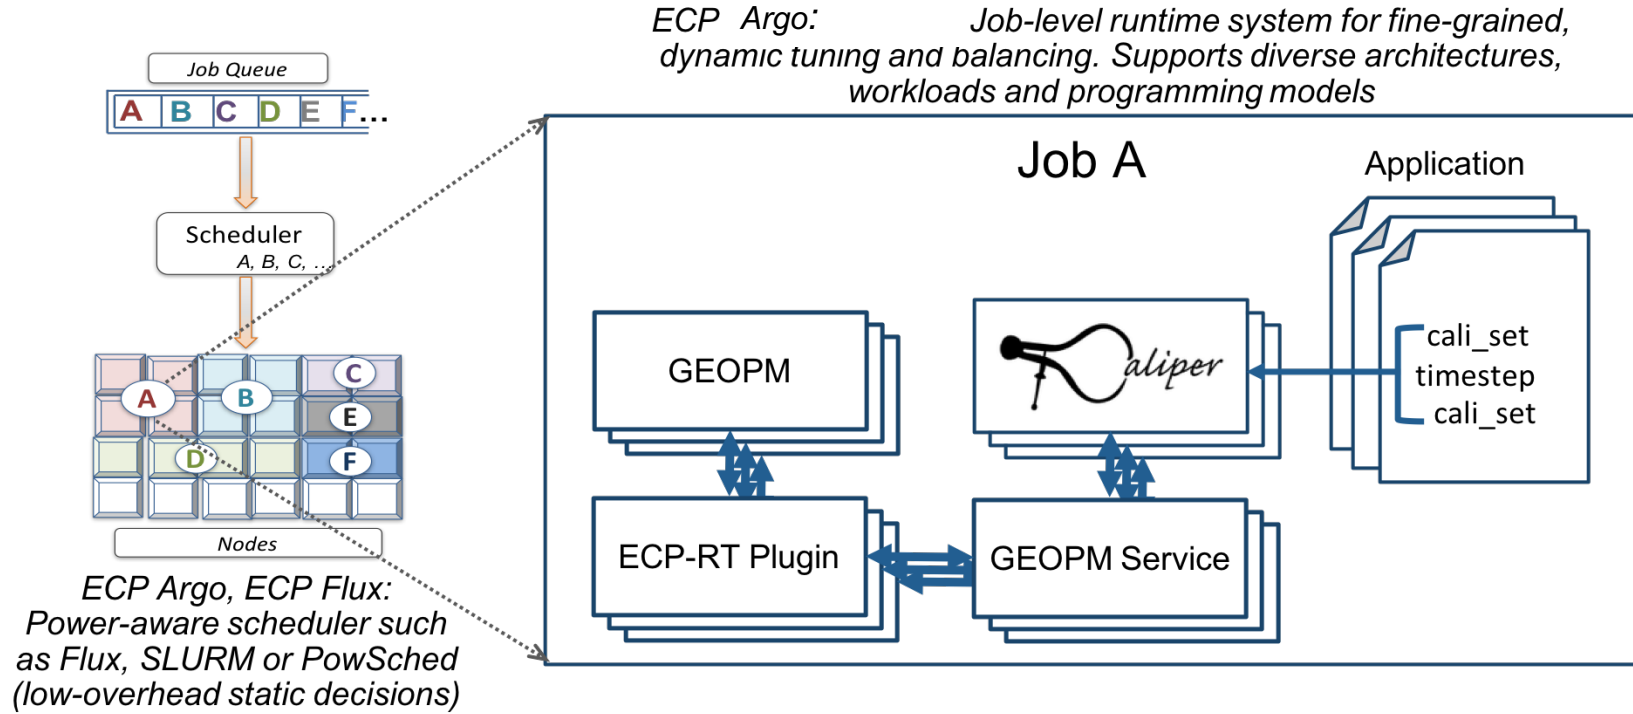 ECP Argo: Job-level runtime system for fine-grained,
dynamic tuning and balancing. Supports diverse architectures,
workloads and programming models
Job Queue
A B C D E F...
Scheduler
A, B, C, ...
A
B
C
E
D
F
Nodes
ECP Argo, ECP Flux:
Power-aware scheduler such
as Flux, SLURM or PowSched
(low-overhead static decisions)
Job A
Application
cali_set
timestep
cali_set
GEOPM
Caliper
ECP-RT Plugin
GEOPM Service